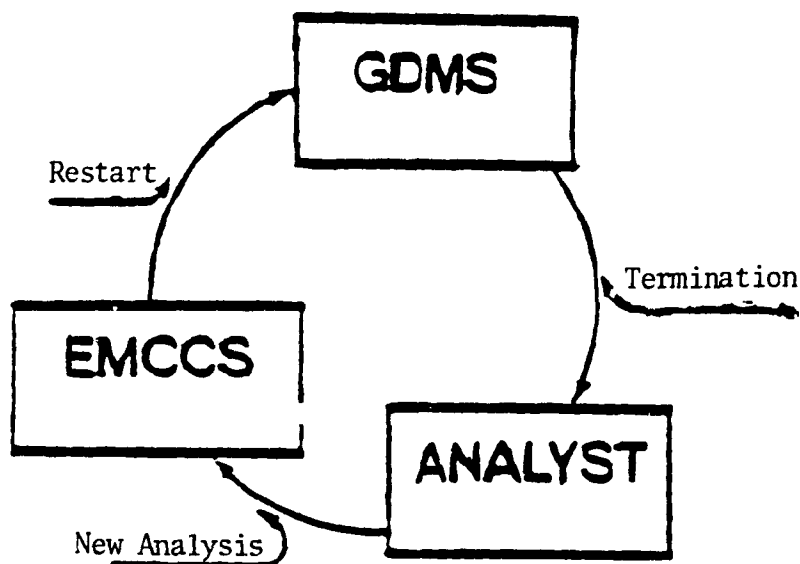 GDMS
Restart
Termination
EMCCS
ANALYST
New Analysis